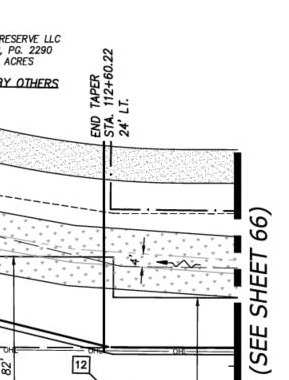 RESERVE LLC
, PG. 2290
ACRES
BY OTHERS
END TAPER
STA. 112+60.22
24' LT.
4'
(SEE SHEET 66)
OHL
OHL
OHL
12
82'